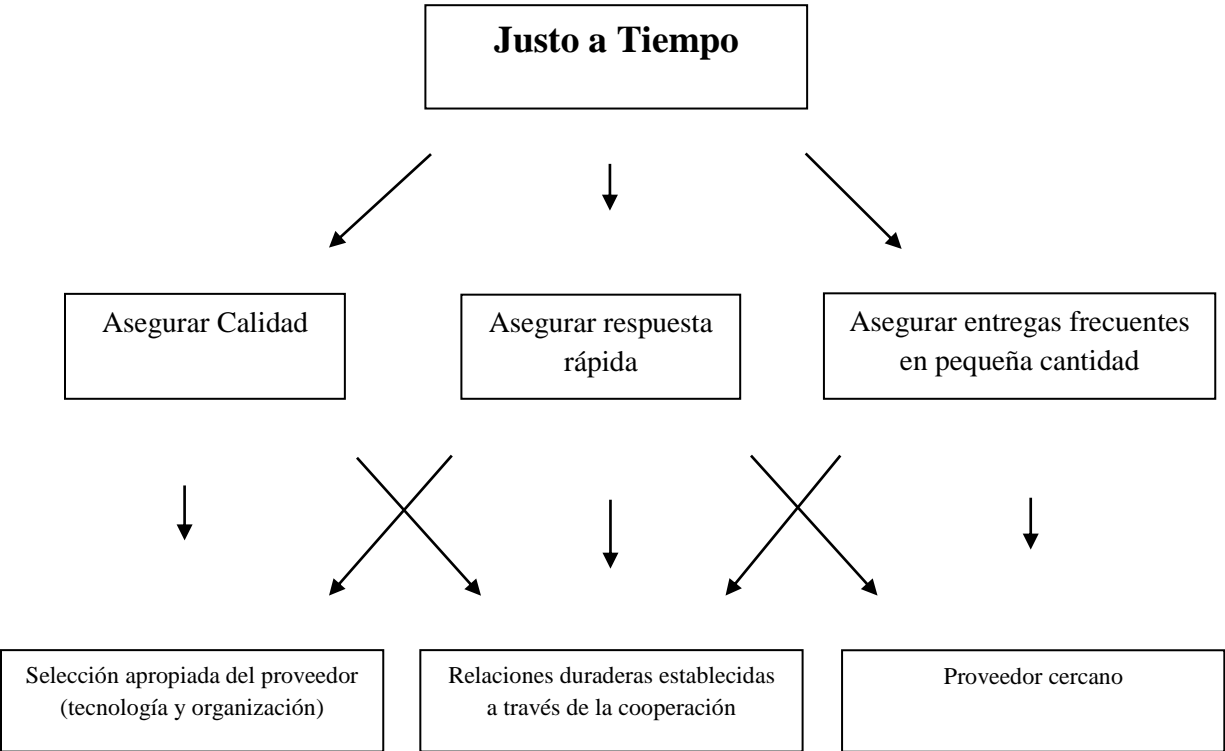 Justo a Tiempo
Asegurar Calidad
Asegurar respuesta
rápida
Asegurar entregas frecuentes
en pequeña cantidad
Selección apropiada del proveedor
(tecnología y organización)
Relaciones duraderas establecidas
a través de la cooperación
Proveedor cercano